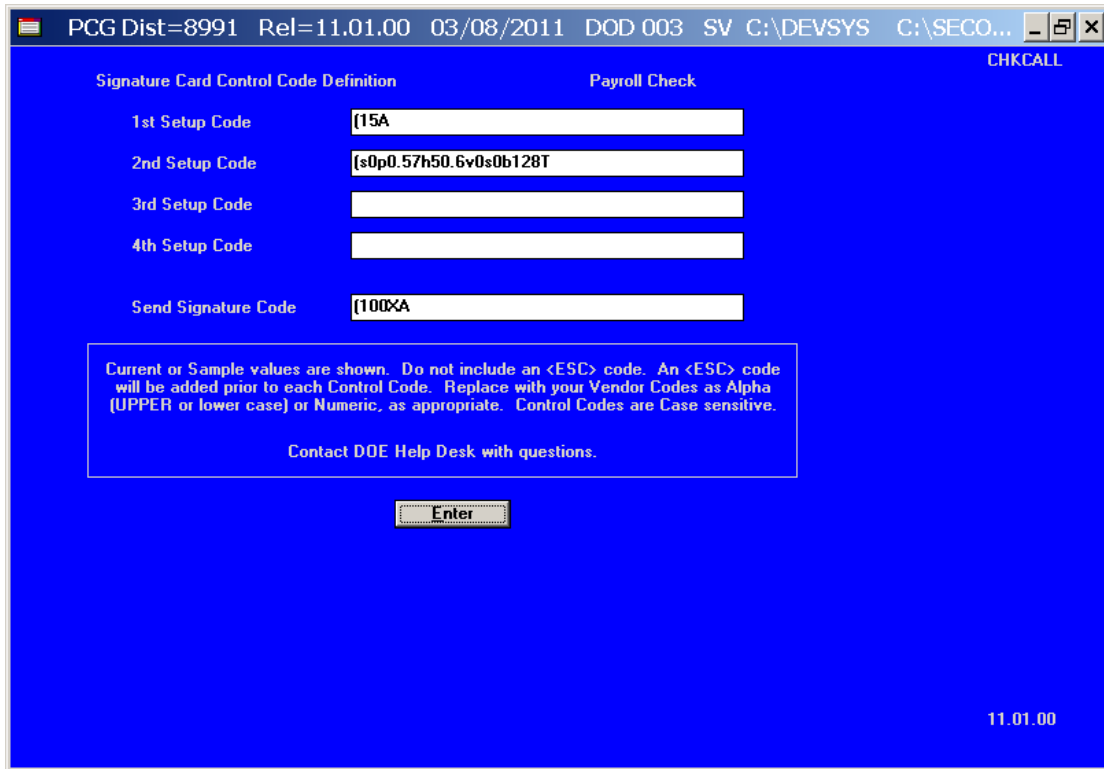 PCG Dist=8991 Rel=11.01.00 03/08/2011 DOD 003 SV C:\DEVSYS C:\SECO...
CHKCALL
Signature Card Control Code Definition Payroll Check
1st Setup Code (15A
2nd Setup Code (s0p0.57h50.6v0s0b128T
3rd Setup Code
4th Setup Code
Send Signature Code (100XA
Current or Sample values are shown. Do not include an <ESC> code. An <ESC> code
will be added prior to each Control Code. Replace with your Vendor Codes as Alpha
(UPPER or lower case) or Numeric, as appropriate. Control Codes are Case sensitive.
Contact DOE Help Desk with questions.
Enter
11.01.00